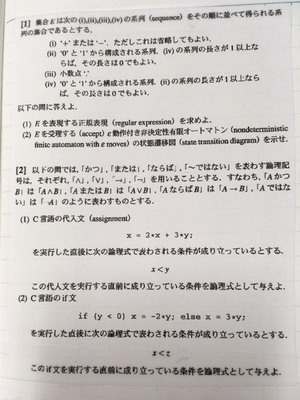 [1] 集合 E は次の (i),(ii),(iii),(iv) の系列 (sequence) をその順に並べて得られる系
列の集合であるとする.
(i) '+' または '−'. ただしこれは省略してもよい.
(ii) '0' と '1' から構成される系列. (iv) の系列の長さが 1 以上な
らば, その長さは 0 でもよい.
(iii) 小数点 '.'
(iv) '0' と '1' から構成される系列. (ii) の系列の長さが 1 以上なら
ば, その長さは 0 でもよい.
以下の問に答えよ.
(1) E を表現する正規表現 (regular expression) を求めよ.
(2) E を受理する (accept) ε 動作付き非決定性有限オートマトン (nondeterministic
finite automaton with ε moves) の状態遷移図 (state transition diagram) を示せ.
[2] 以下の問では,「かつ」,「または」,「ならば」,「〜ではない」を表わす論理記
号は, それぞれ,「∧」,「∨」,「→」,「¬」を用いることとする. すなわち,「A かつ
B」は「A∧B」,「A または B」は「A∨B」,「A ならば B」は「A → B」,「A ではな
い」は「¬A」のように表わすものとする.
(1) C 言語の代入文 (assignment)
x = 2*x + 3*y;
を実行した直後に次の論理式で表わされる条件が成り立っているとする.
x < y
この代入文を実行する直前に成り立っている条件を論理式として与えよ.
(2) C 言語の if 文
if (y < 0) x = -2*y; else x = 3*y;
を実行した直後に次の論理式で表わされる条件が成り立っているとする.
x < z
この if 文を実行する直前に成り立っている条件を論理式として与えよ.